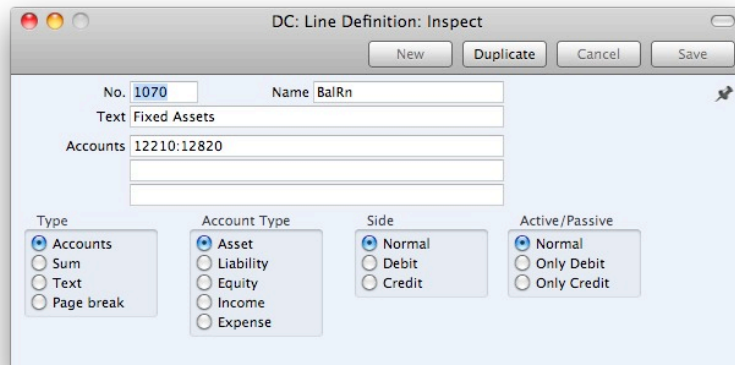 DC: Line Definition: Inspect
New Duplicate Cancel Save
No. 1070 Name BalRn
Text Fixed Assets
Accounts 12210:12820
Type Account Type Side Active/Passive
Accounts Asset Normal Normal
Sum Liability Debit Only Debit
Text Equity Credit Only Credit
Page break Income
Expense